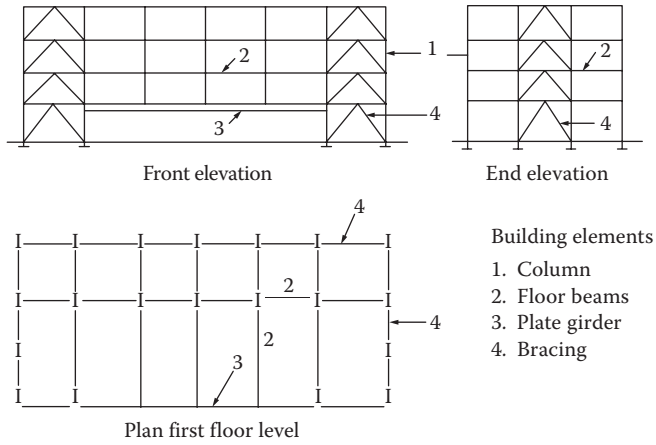 2
1
3
4
Front elevation
2
4
End elevation
4
2
4
2
3
Plan first floor level
Building elements
1. Column
2. Floor beams
3. Plate girder
4. Bracing